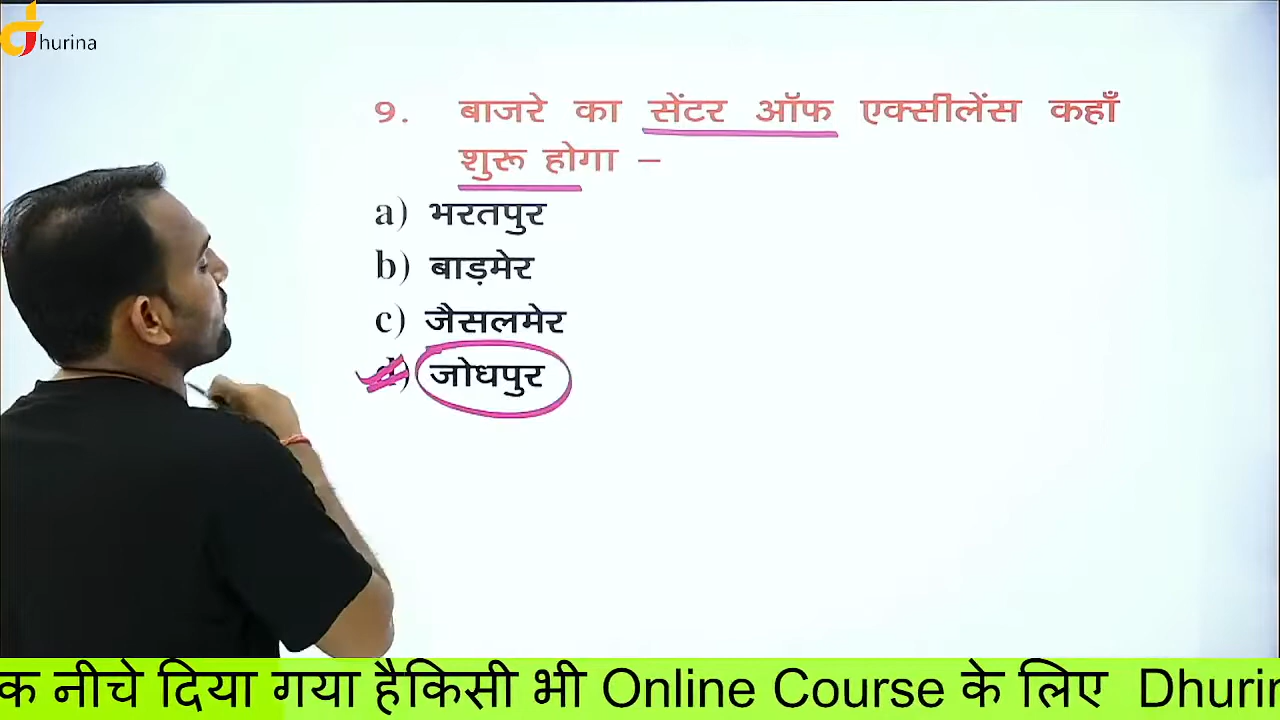 hurina
9. बाजरे का सेंटर ऑफ एक्सीलेंस कहाँ
शुरू होगा –
a) भरतपुर
b) बाड़मेर
c) जैसलमेर
d) जोधपुर
क नीचे दिया गया हैकिसी भी Online Course के लिए Dhurin